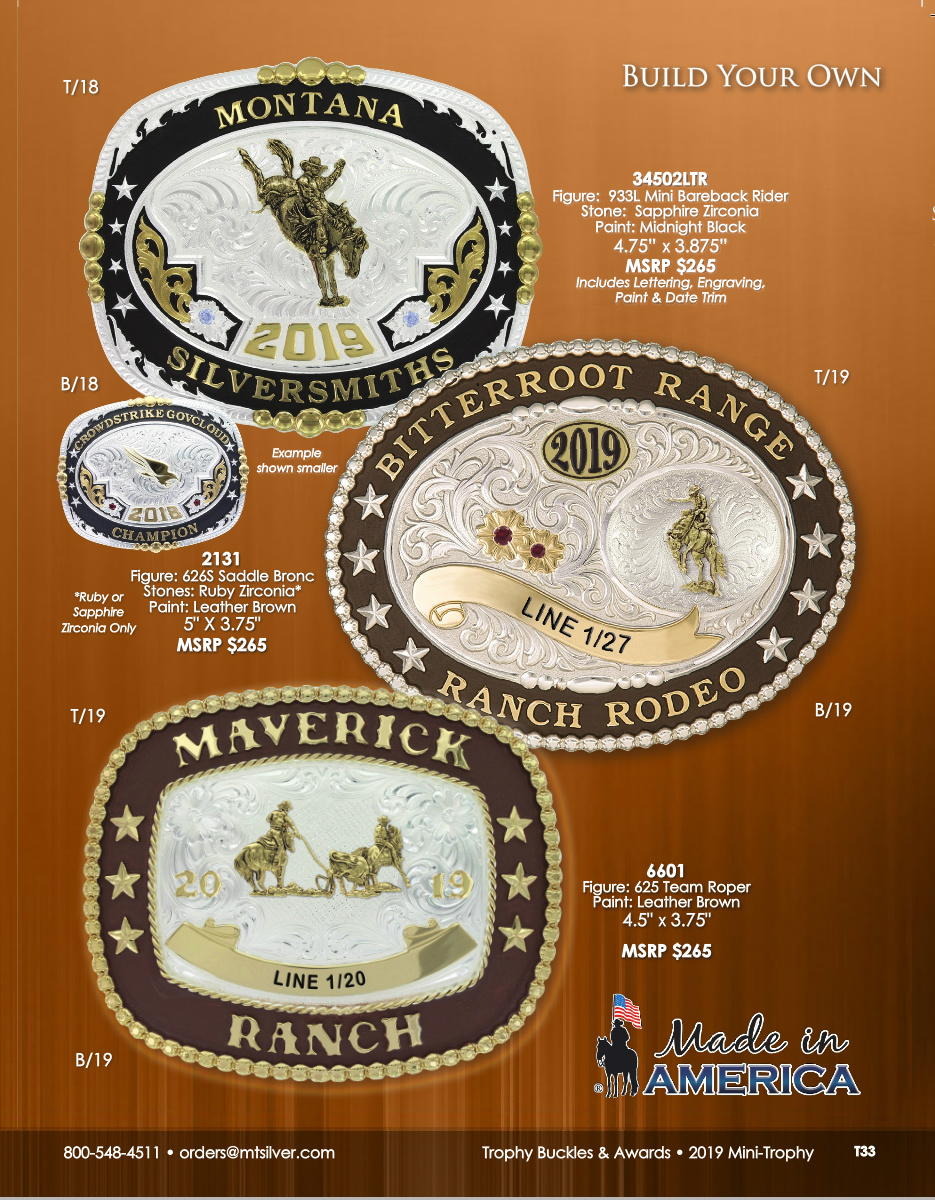 BUILD YOUR OWN
T/18
MONTANA
2019
SILVERSMITHS
B/18
34502LTR
Figure: 933L Mini Bareback Rider
Stone: Sapphire Zirconia
Paint: Midnight Black
4.75" x 3.875"
MSRP $265
Includes Lettering, Engraving,
Paint & Date Trim
CROWDSTRIKE GOVCLOUD
2018
CHAMPION
Example
shown smaller
T/19
BITTERROOT RANGE
2019
LINE 1/27
RANCH RODEO
B/19
2131
Figure: 626S Saddle Bronc
Stones: Ruby Zirconia*
Paint: Leather Brown
5" X 3.75"
MSRP $265
*Ruby or
Sapphire
Zirconia Only
T/19
MAVERICK
20 19
LINE 1/20
RANCH
B/19
6601
Figure: 625 Team Roper
Paint: Leather Brown
4.5" x 3.75"
MSRP $265
Made in
AMERICA
®
800-548-4511 • orders@mtsilver.com
Trophy Buckles & Awards • 2019 Mini-Trophy T33